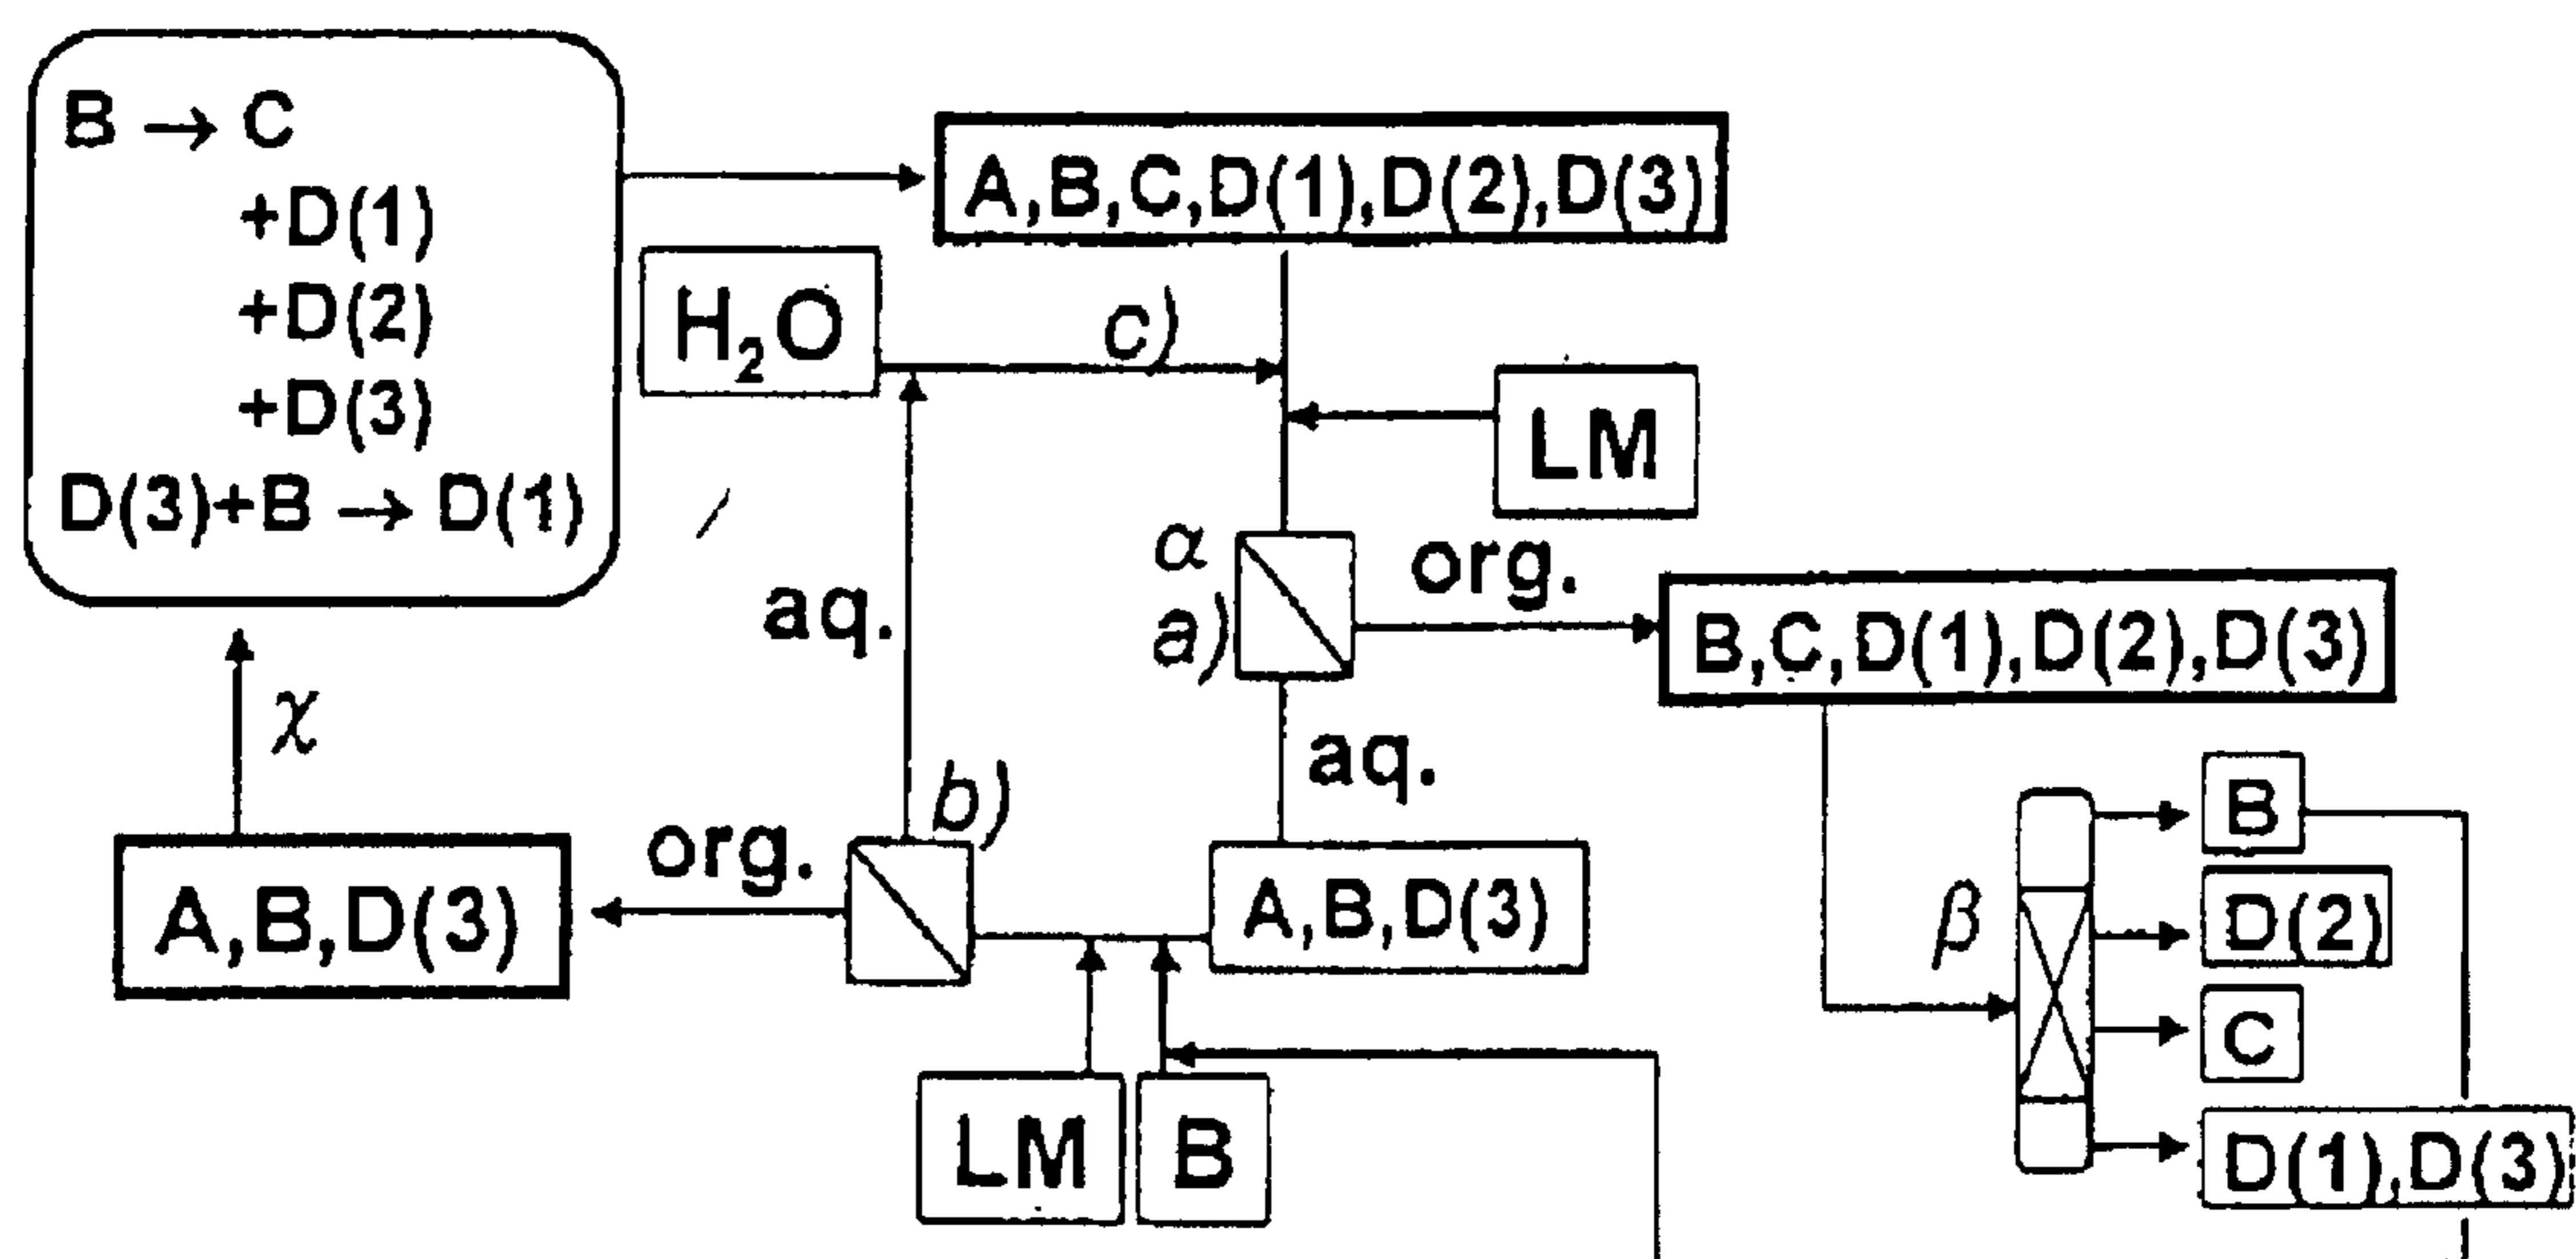 B → C
+D(1)
+D(2)
+D(3)
D(3)+B → D(1)
A,B,C,D(1),D(2),D(3)
H₂O
c)
LM
α
a)
org.
B,C,D(1),D(2),D(3)
aq.
aq.
χ
b)
org.
A,B,D(3)
A,B,D(3)
LM
B
β
B
D(2)
C
D(1),D(3)